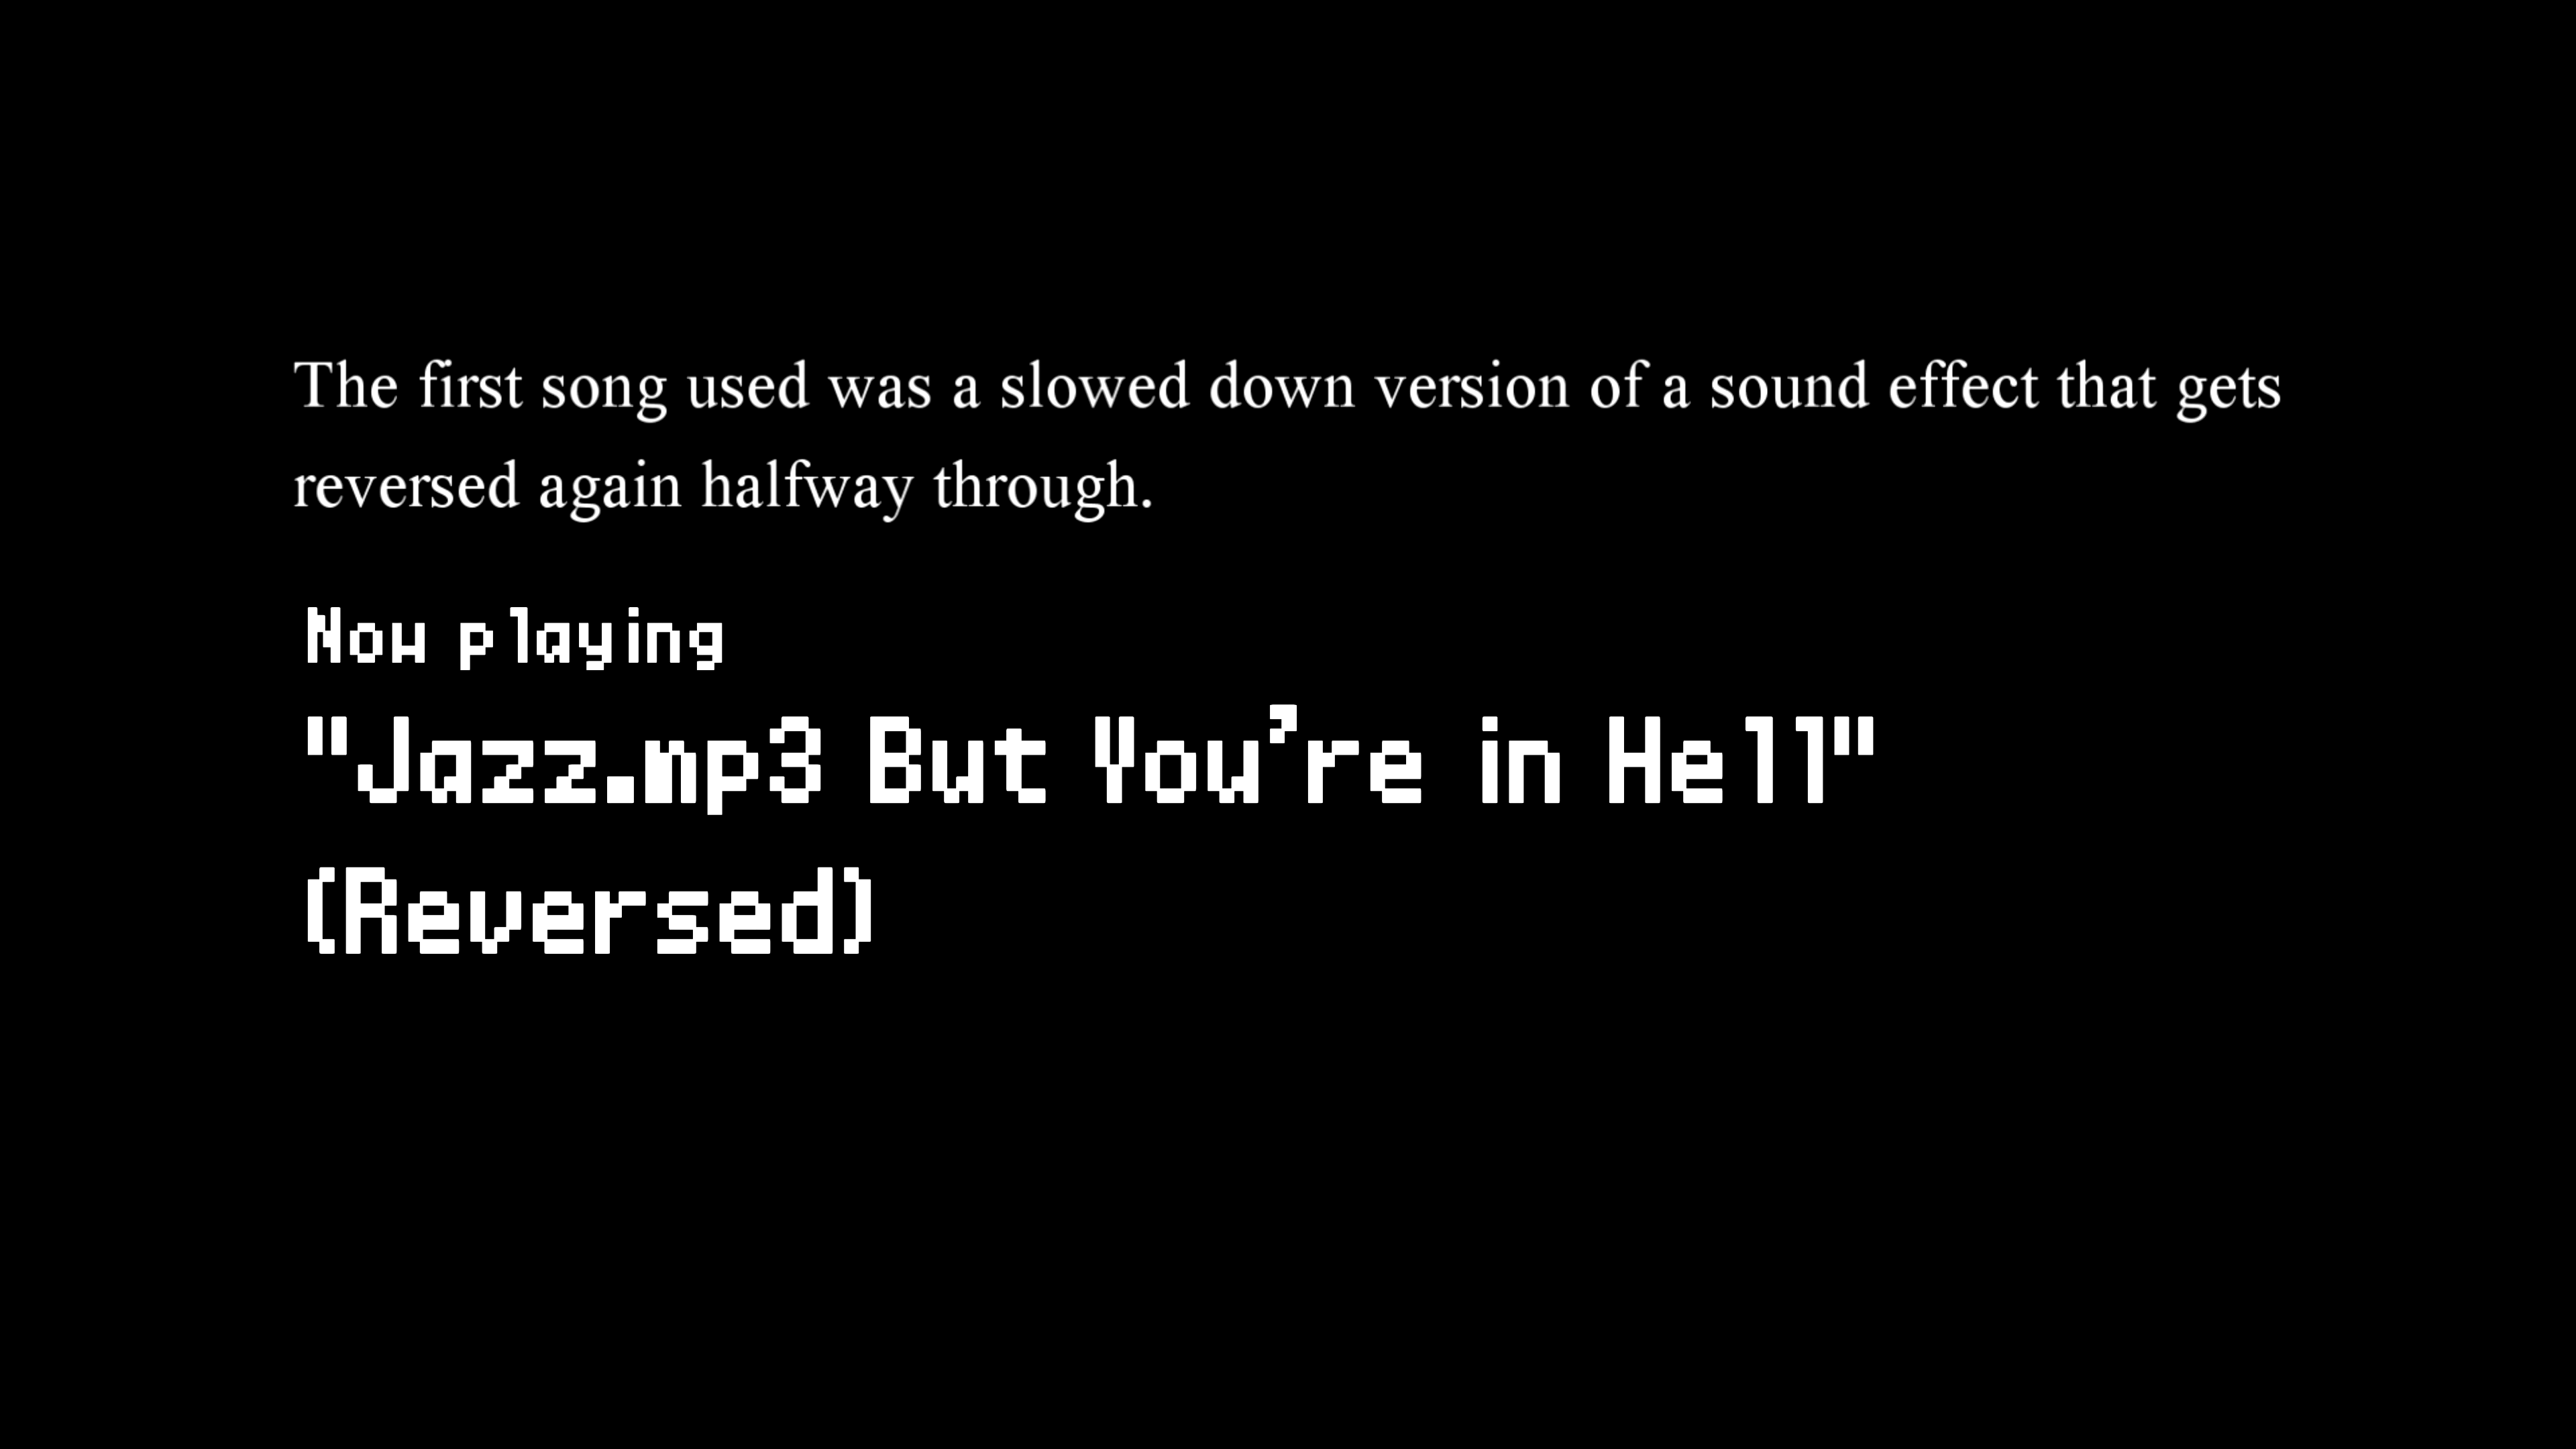 The first song used was a slowed down version of a sound effect that gets
reversed again halfway through.
Now playing
"Jazz.mp3 But You're in Hell"
(Reversed)